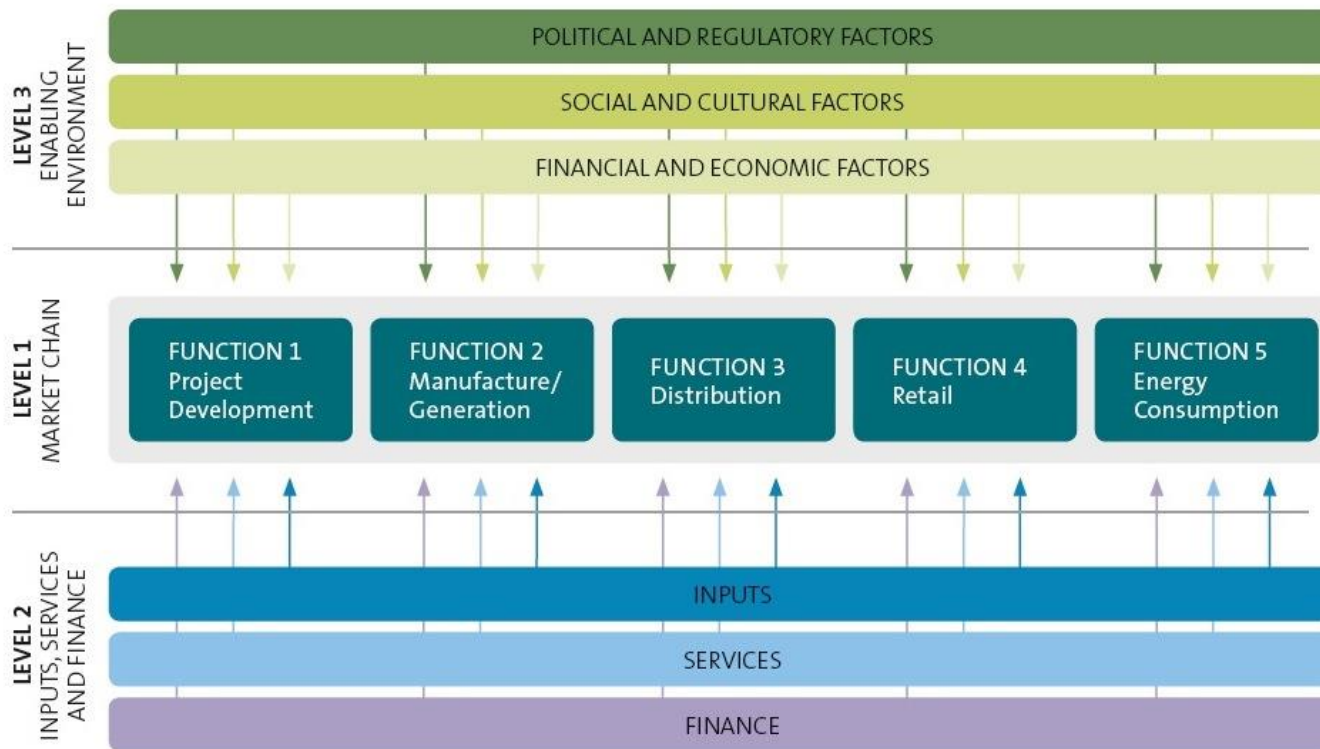 LEVEL 3
ENABLING
ENVIRONMENT
POLITICAL AND REGULATORY FACTORS
SOCIAL AND CULTURAL FACTORS
FINANCIAL AND ECONOMIC FACTORS
LEVEL 1
MARKET CHAIN
FUNCTION 1
Project
Development
FUNCTION 2
Manufacture/
Generation
FUNCTION 3
Distribution
FUNCTION 4
Retail
FUNCTION 5
Energy
Consumption
LEVEL 2
INPUTS, SERVICES
AND FINANCE
INPUTS
SERVICES
FINANCE